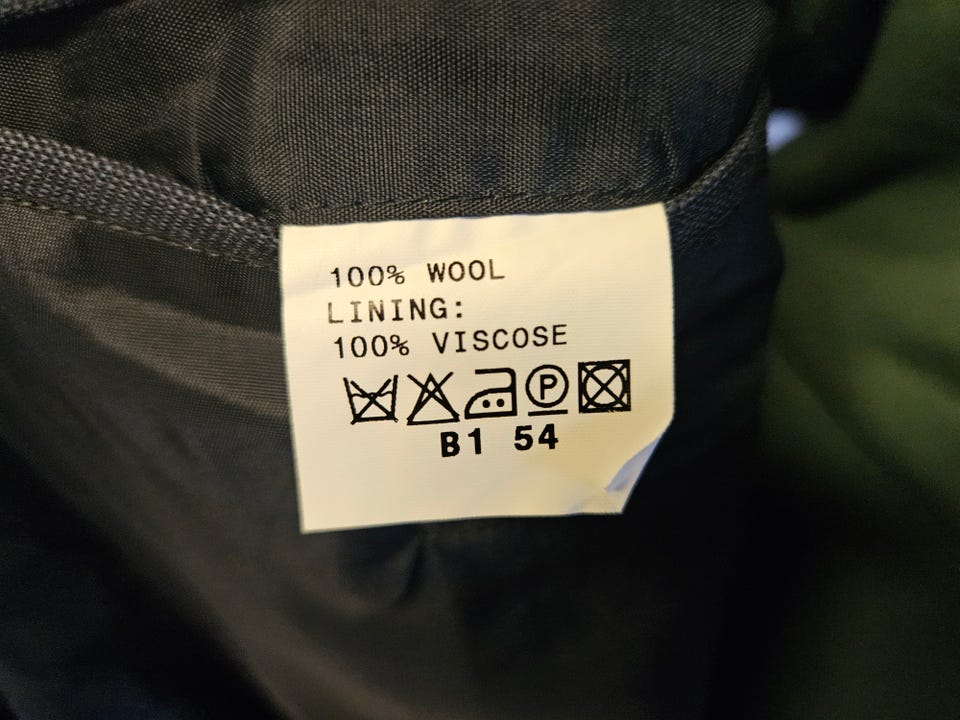 100% WOOL
LINING:
100% VISCOSE
P
B1 54